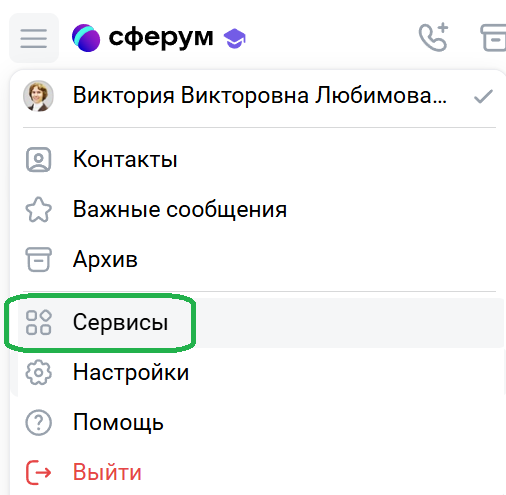 сферум
Виктория Викторовна Любимова...
Контакты
Важные сообщения
Архив
Сервисы
Настройки
Помощь
Выйти